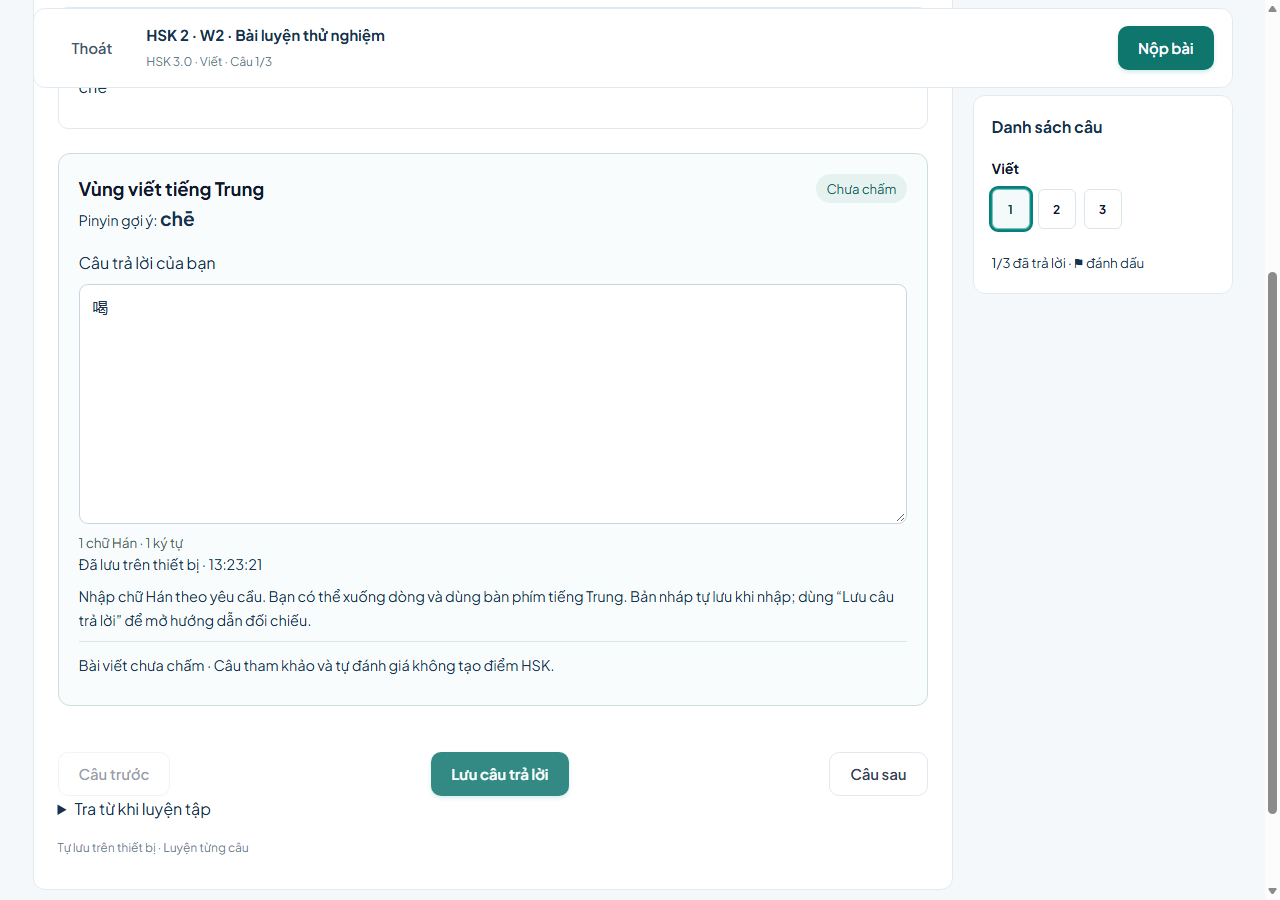 Thoát
HSK 2 · W2 · Bài luyện thử nghiệm
HSK 3.0 · Viết · Câu 1/3
Nộp bài
Danh sách câu
Viết
1
2
3
1/3 đã trả lời · ⚑ đánh dấu
Vùng viết tiếng Trung
Chưa chấm
Pinyin gợi ý: chē
Câu trả lời của bạn
喝
1 chữ Hán · 1 ký tự
Đã lưu trên thiết bị · 13:23:21
Nhập chữ Hán theo yêu cầu. Bạn có thể xuống dòng và dùng bàn phím tiếng Trung. Bản nháp tự lưu khi nhập; dùng “Lưu câu
trả lời” để mở hướng dẫn đối chiếu.
Bài viết chưa chấm · Câu tham khảo và tự đánh giá không tạo điểm HSK.
Câu trước
Lưu câu trả lời
Câu sau
Tra từ khi luyện tập
Tự lưu trên thiết bị · Luyện từng câu